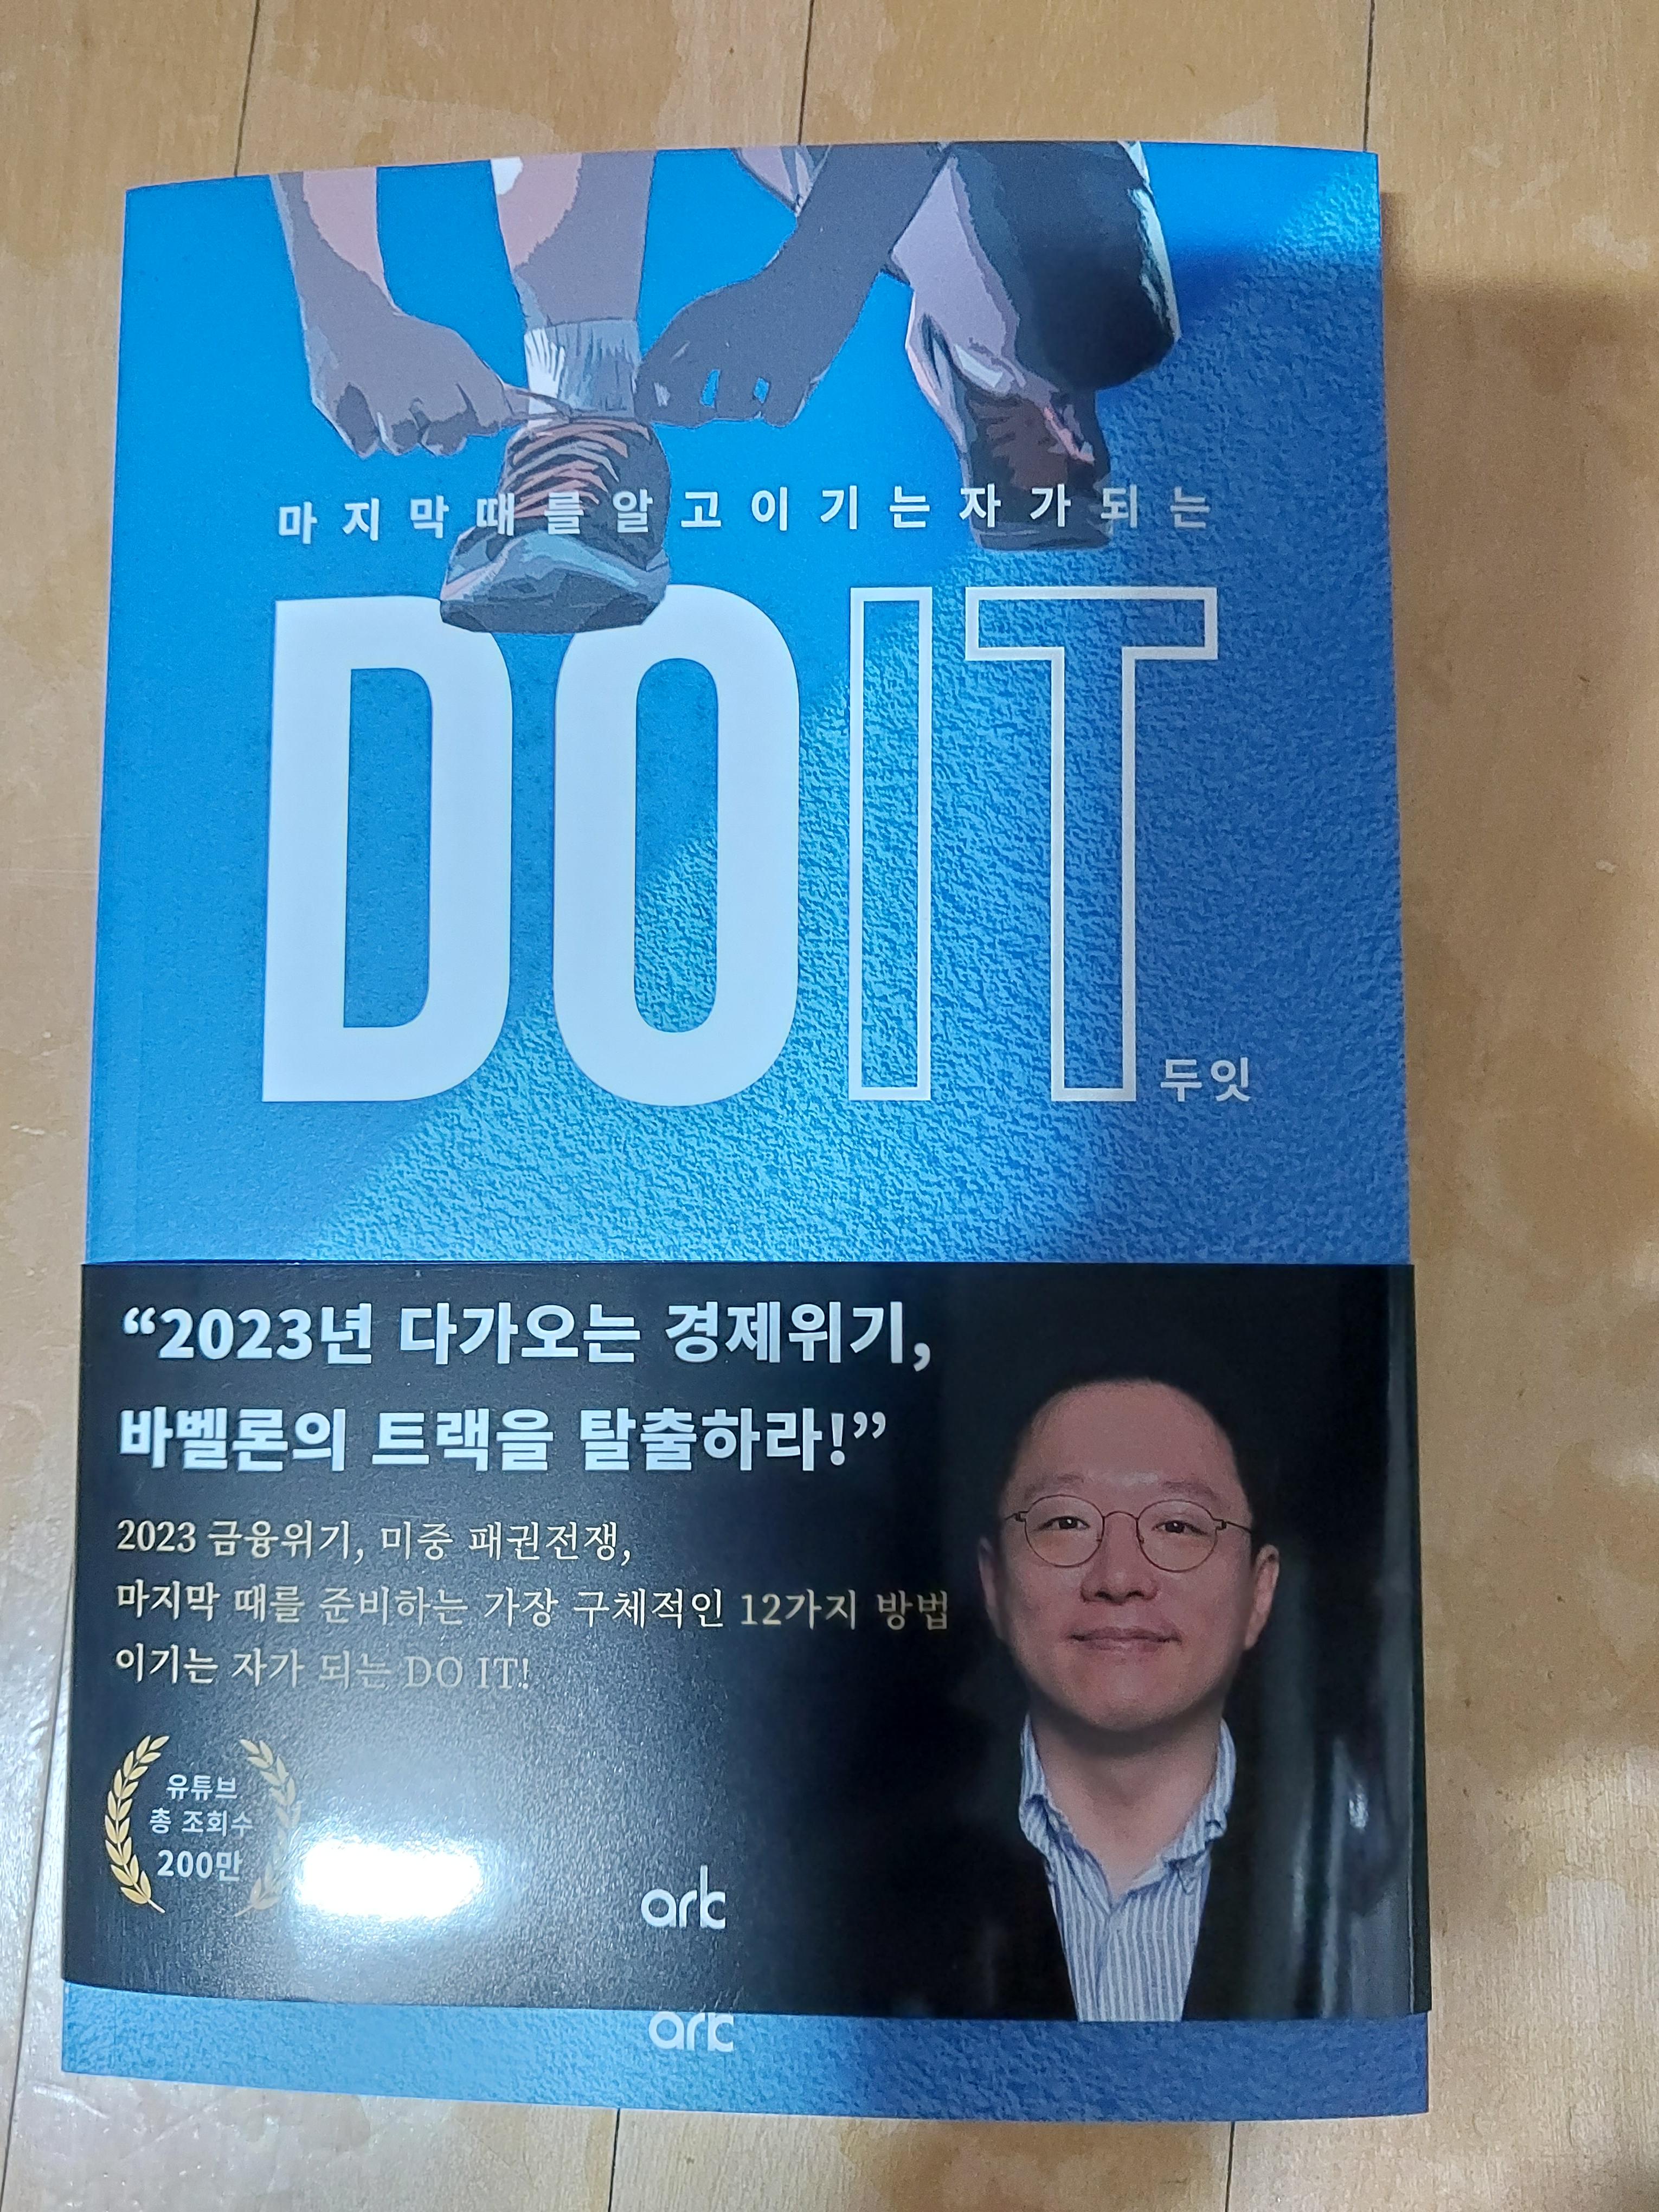 마지막때를알고이기는자가되는
DO IT
두잇
“2023년 다가오는 경제위기,
바벨론의 트랙을 탈출하라!”
2023 금융위기, 미중 패권전쟁,
마지막 때를 준비하는 가장 구체적인 12가지 방법
이기는 자가 되는 DO IT!
유튜브
총 조회수
200만
ark
ark